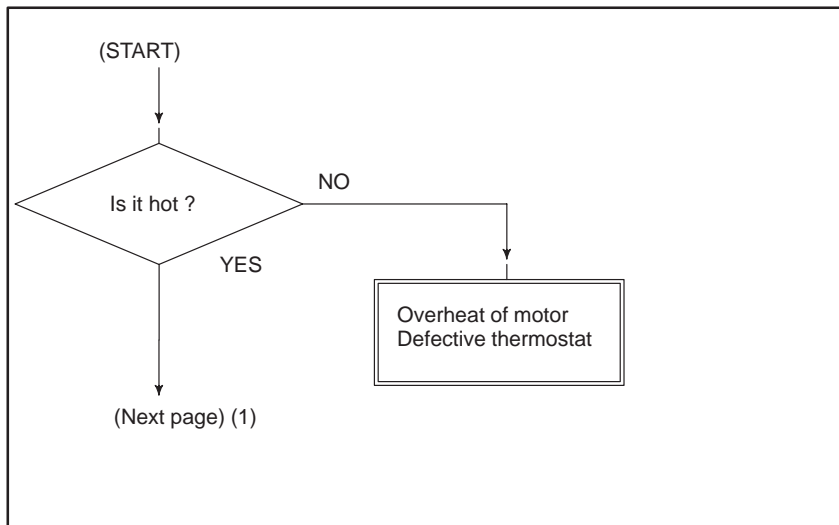 (START)
Is it hot ?
NO
YES
Overheat of motor
Defective thermostat
(Next page) (1)